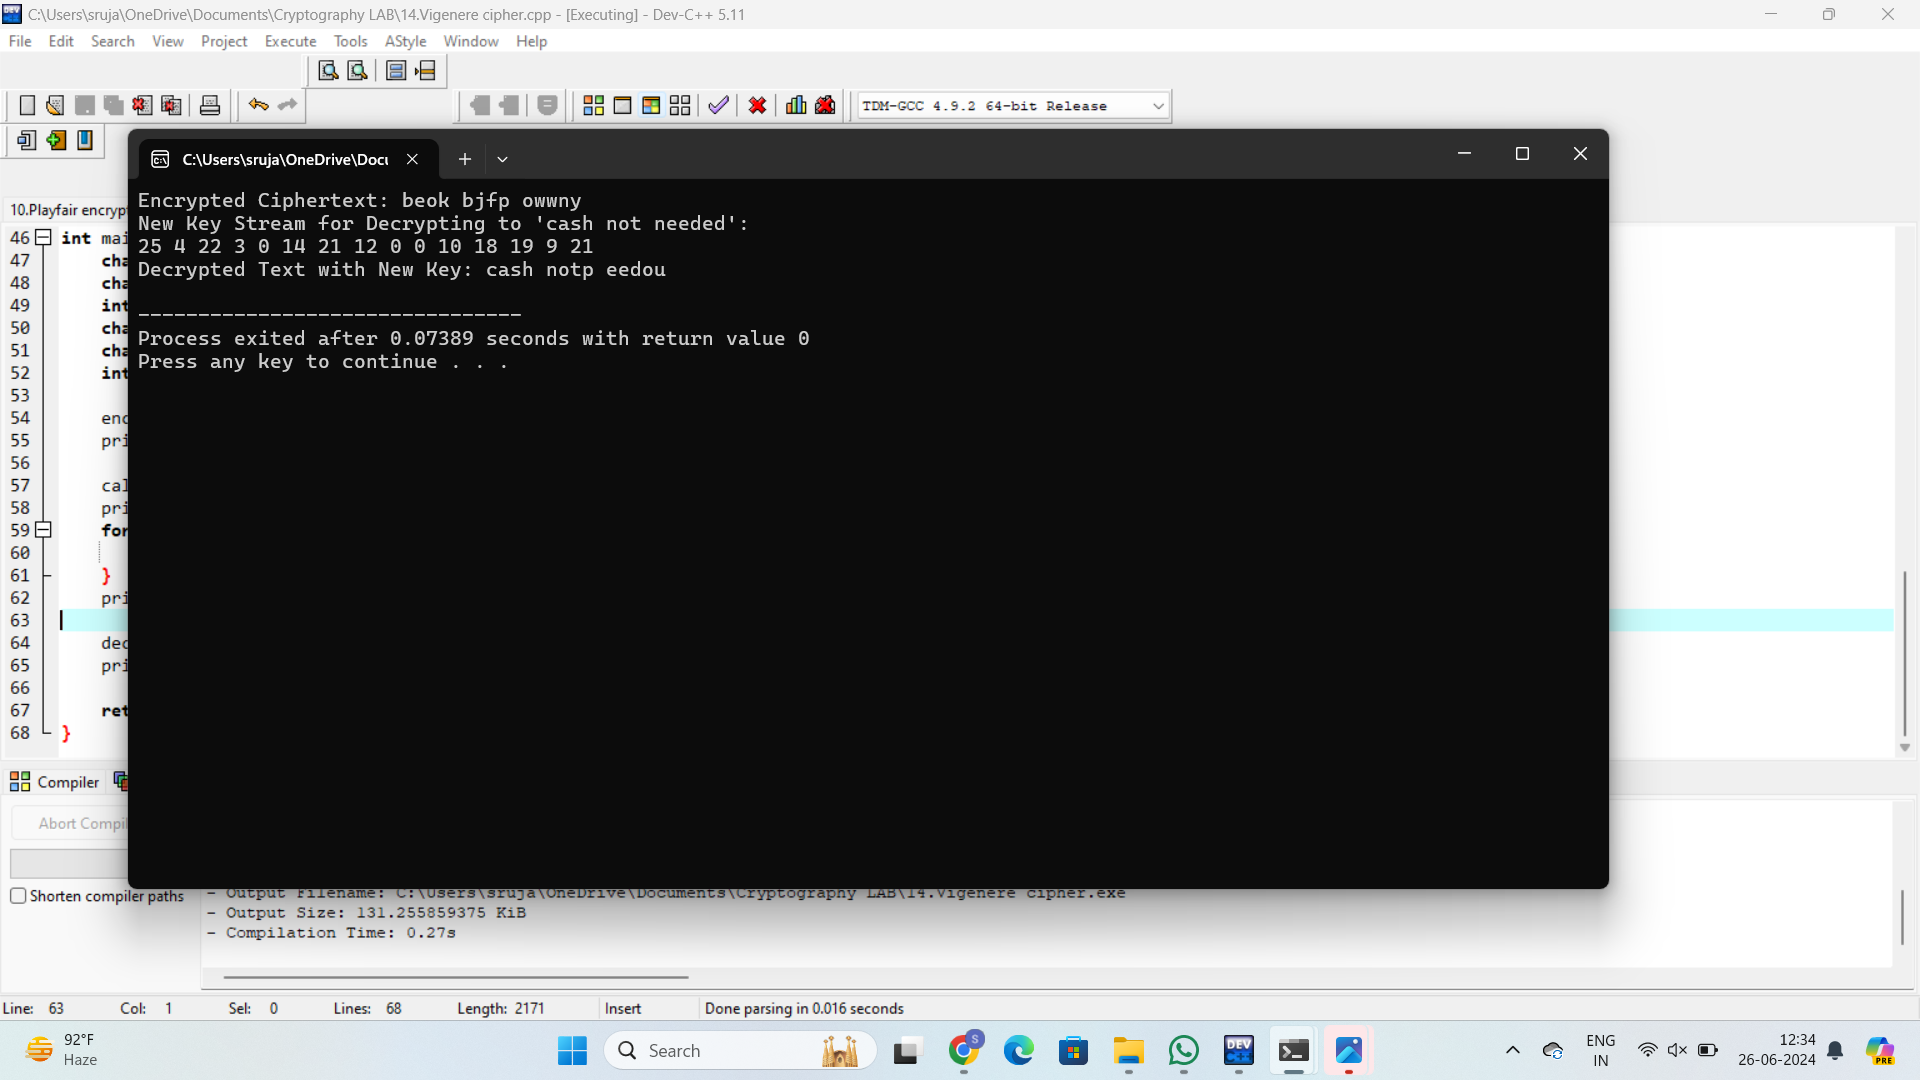 C:\Users\sruja\OneDrive\Documents\Cryptography LAB\14.Vigenere cipher.cpp - [Executing] - Dev-C++ 5.11
File Edit Search View Project Execute Tools AStyle Window Help
TDM-GCC 4.9.2 64-bit Release
C:\Users\sruja\OneDrive\Docu
10.Playfair encrypt
Encrypted Ciphertext: beok bjfp owwny
New Key Stream for Decrypting to 'cash not needed':
25 4 22 3 0 14 21 12 0 0 10 18 19 9 21
Decrypted Text with New Key: cash notp eedou
--------------------------------
Process exited after 0.07389 seconds with return value 0
Press any key to continue . . .
46 int mai
47 cha
48 cha
49 int
50 cha
51 cha
52 int
53
54 enc
55 pri
56
57 cal
58 pri
59 for
60
61 }
62 pri
63
64 dec
65 pri
66
67 ret
68 }
Compiler
Abort Compil
Shorten compiler paths
- Output Filename: C:\Users\sruja\OneDrive\Documents\Cryptography LAB\14.Vigenere cipher.exe
- Output Size: 131.255859375 KiB
- Compilation Time: 0.27s
Line: 63 Col: 1 Sel: 0 Lines: 68 Length: 2171 Insert Done parsing in 0.016 seconds
92°F
Haze
Search
S
DEV
PRE
ENG
IN
12:34
26-06-2024